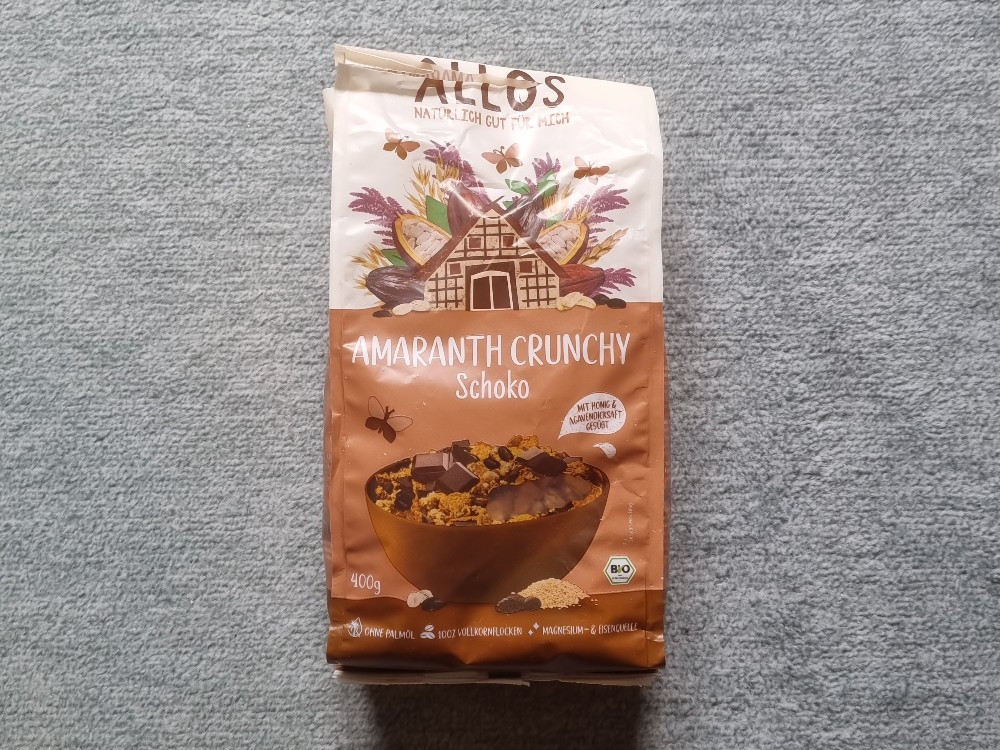 ALLOS
NATÜRLICH GUT FÜR MICH
AMARANTH CRUNCHY
Schoko
MIT HONIG &
AGAVENDICKSAFT
GESÜßT
400g
BIO
OHNE PALMÖL 100% VOLLKORNFLOCKEN MAGNESIUM- & EISENQUELLE